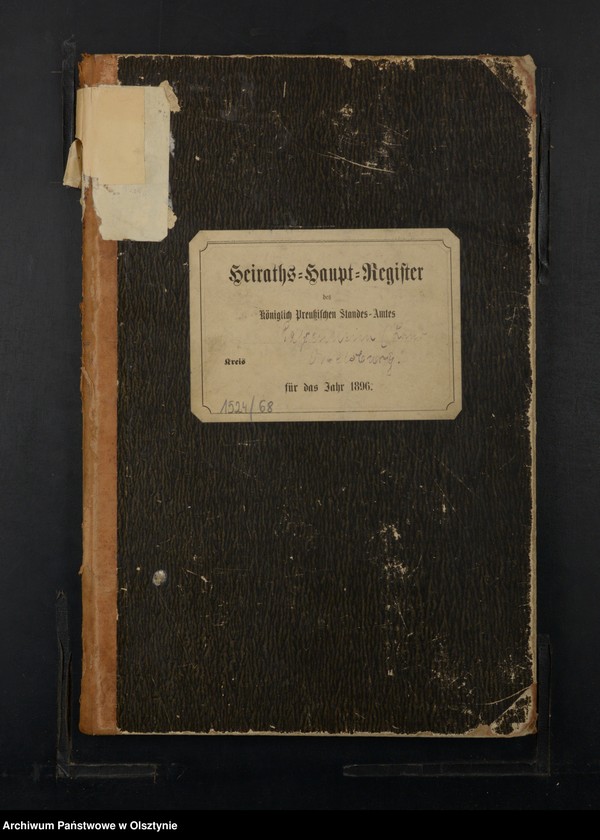 Heiraths-Haupt-Register
des
Königlich Preußischen Standes-Amtes
Kreis
für das Jahr 1896.
1524/68
Archiwum Państwowe w Olsztynie